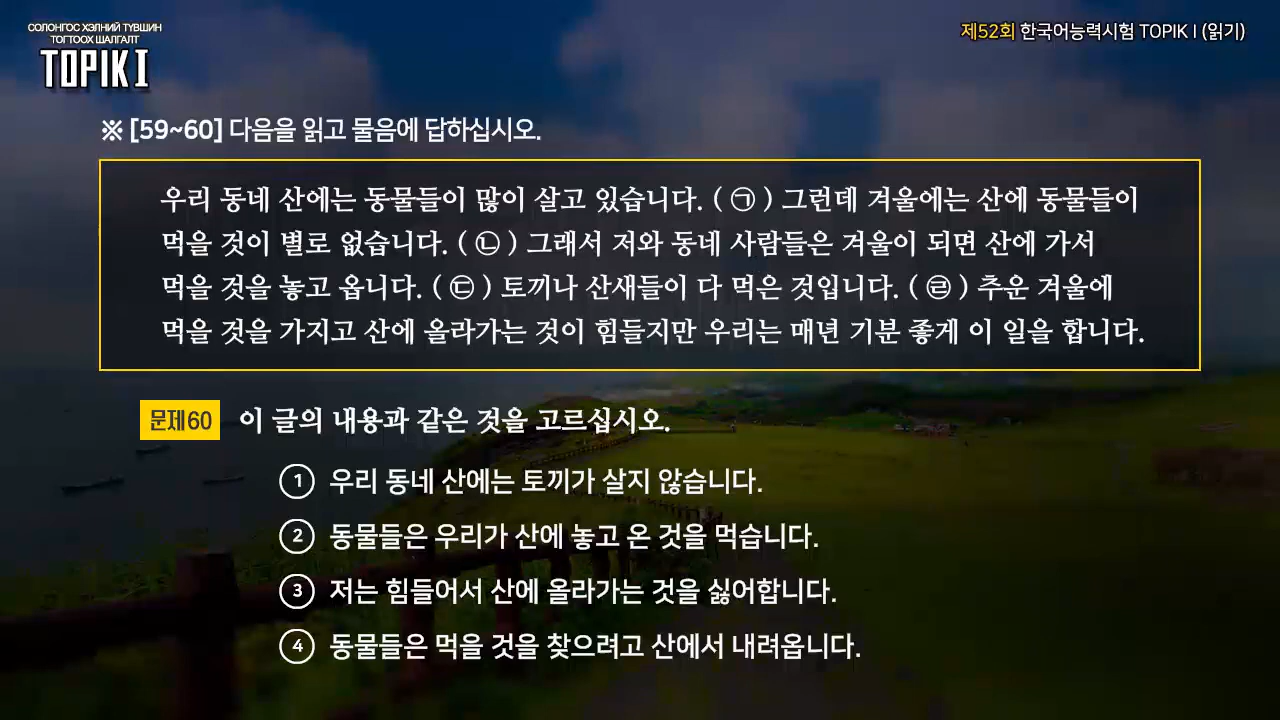 СОЛОНГОС ХЭЛНИЙ ТҮВШИН
ТОГТООХ ШАЛГАЛТ
TOPIK I
제52회 한국어능력시험 TOPIK I (읽기)
※ [59~60] 다음을 읽고 물음에 답하십시오.
우리 동네 산에는 동물들이 많이 살고 있습니다. ( ㉠ ) 그런데 겨울에는 산에 동물들이
먹을 것이 별로 없습니다. ( ㉡ ) 그래서 저와 동네 사람들은 겨울이 되면 산에 가서
먹을 것을 놓고 옵니다. ( ㉢ ) 토끼나 산새들이 다 먹은 것입니다. ( ㉣ ) 추운 겨울에
먹을 것을 가지고 산에 올라가는 것이 힘들지만 우리는 매년 기분 좋게 이 일을 합니다.
문제 60 이 글의 내용과 같은 것을 고르십시오.
① 우리 동네 산에는 토끼가 살지 않습니다.
② 동물들은 우리가 산에 놓고 온 것을 먹습니다.
③ 저는 힘들어서 산에 올라가는 것을 싫어합니다.
④ 동물들은 먹을 것을 찾으려고 산에서 내려옵니다.